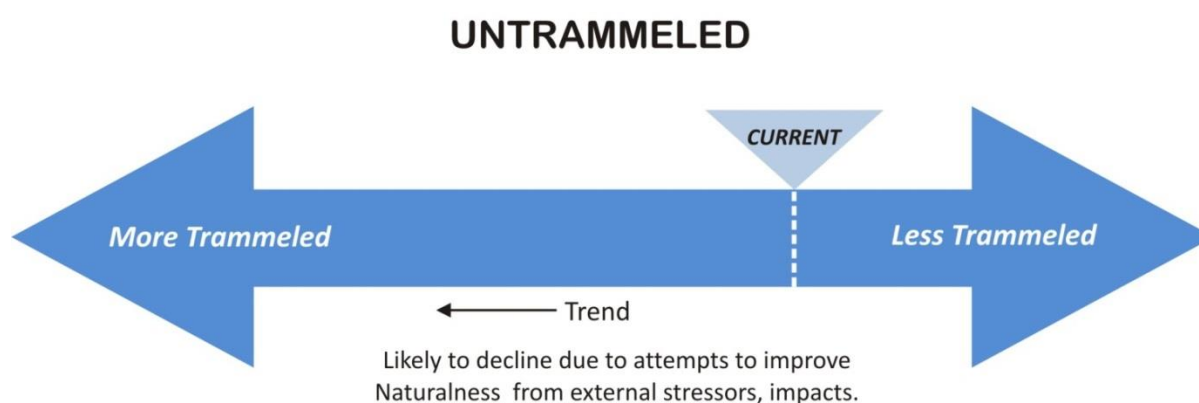 UNTRAMMELED
CURRENT
More Trammeled
Less Trammeled
Trend
Likely to decline due to attempts to improve
Naturalness from external stressors, impacts.